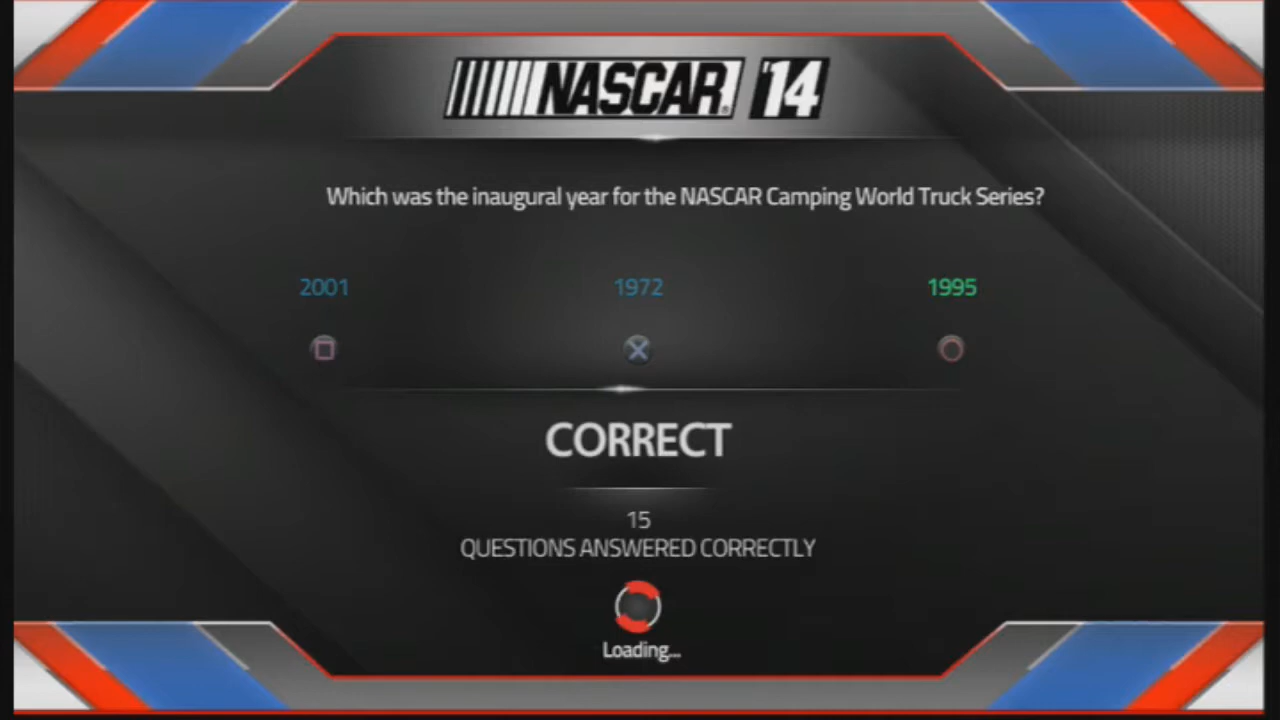 NASCAR '14
Which was the inaugural year for the NASCAR Camping World Truck Series?
2001 1972 1995
CORRECT
15
QUESTIONS ANSWERED CORRECTLY
Loading...